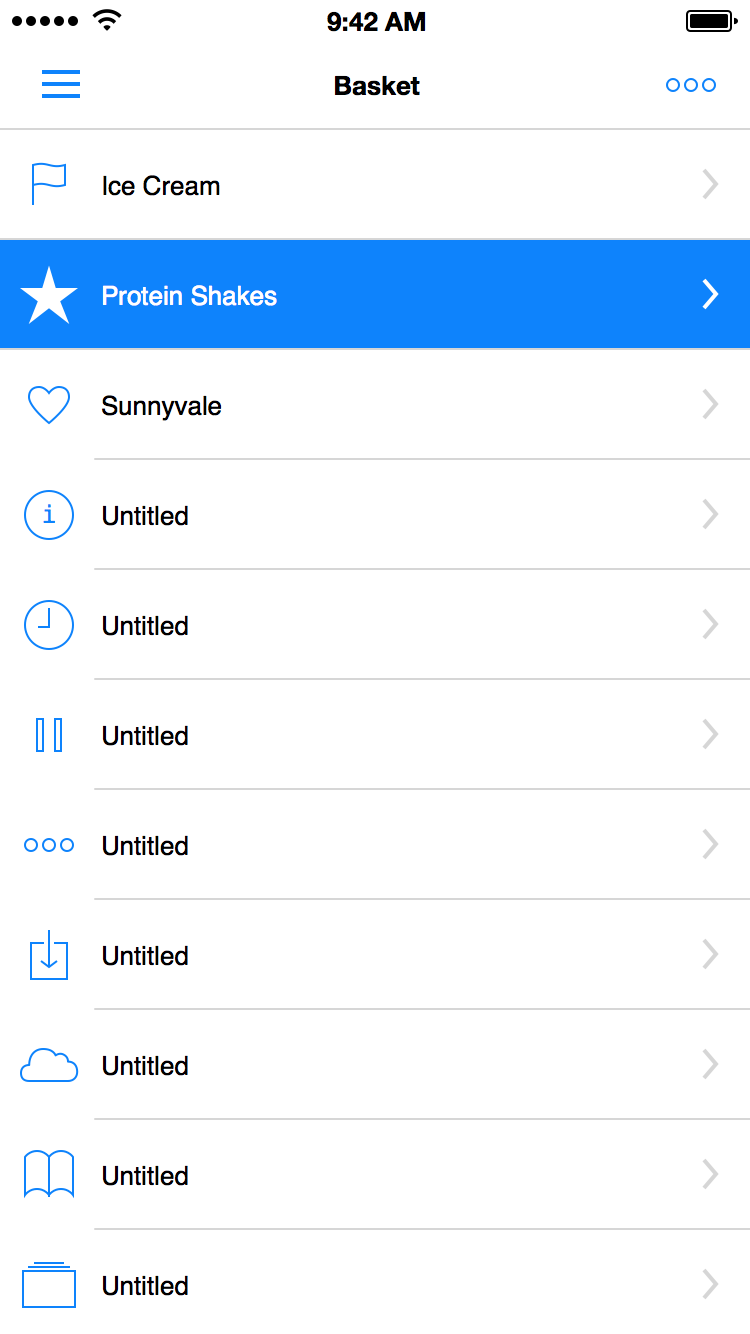 9:42 AM
Basket
Ice Cream
Protein Shakes
Sunnyvale
i Untitled
Untitled
Untitled
Untitled
Untitled
Untitled
Untitled
Untitled